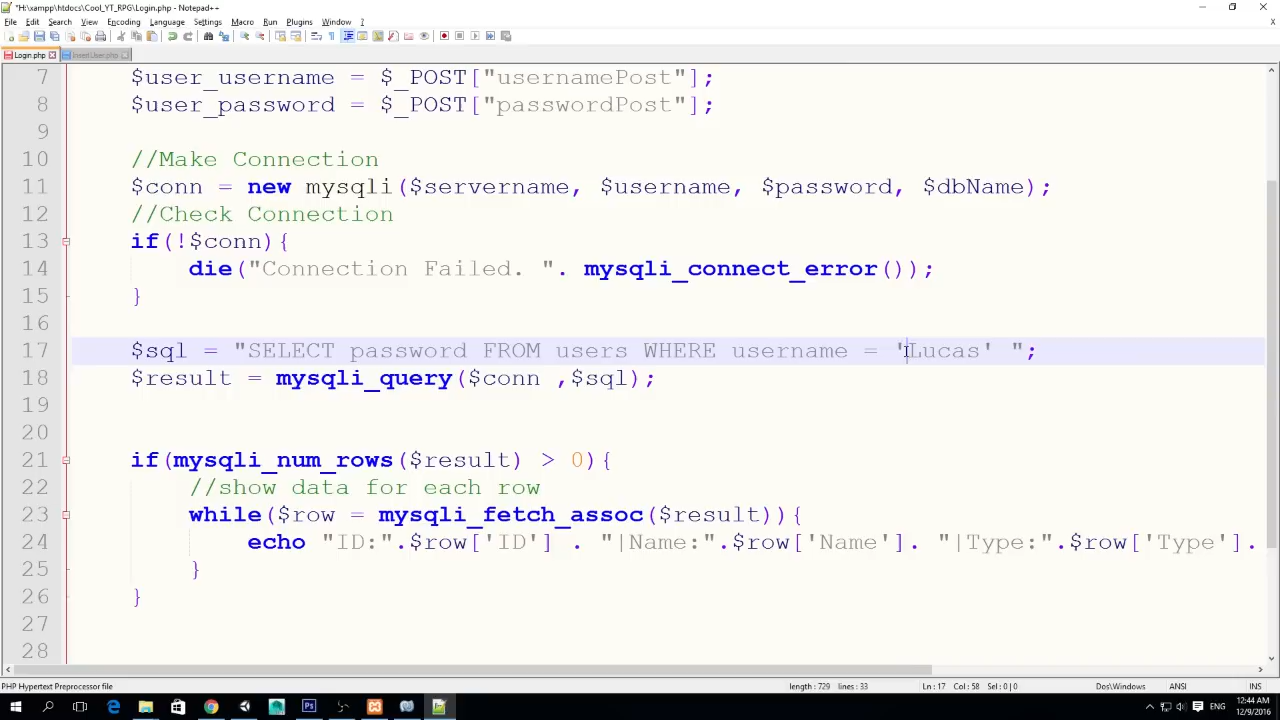 *H:\xampp\htdocs\Cool_YT_RPG\Login.php - Notepad++
File Edit Search View Encoding Language Settings Macro Run Plugins Window ?
Login.php InsertUser.php
7 $user_username = $_POST["usernamePost"];
8 $user_password = $_POST["passwordPost"];
9
10 //Make Connection
11 $conn = new mysqli($servername, $username, $password, $dbName);
12 //Check Connection
13 if(!$conn){
14 die("Connection Failed. ". mysqli_connect_error());
15 }
16
17 $sql = "SELECT password FROM users WHERE username = 'Lucas' ";
18 $result = mysqli_query($conn ,$sql);
19
20
21 if(mysqli_num_rows($result) > 0){
22 //show data for each row
23 while($row = mysqli_fetch_assoc($result)){
24 echo "ID:".$row['ID'] . "|Name:".$row['Name']. "|Type:".$row['Type'].
25 }
26 }
27
28
PHP Hypertext Preprocessor file length : 729 lines : 33 Ln : 17 Col : 58 Sel : 0 | 0 Dos\Windows ANSI INS
ENG 12:44 AM
12/9/2016